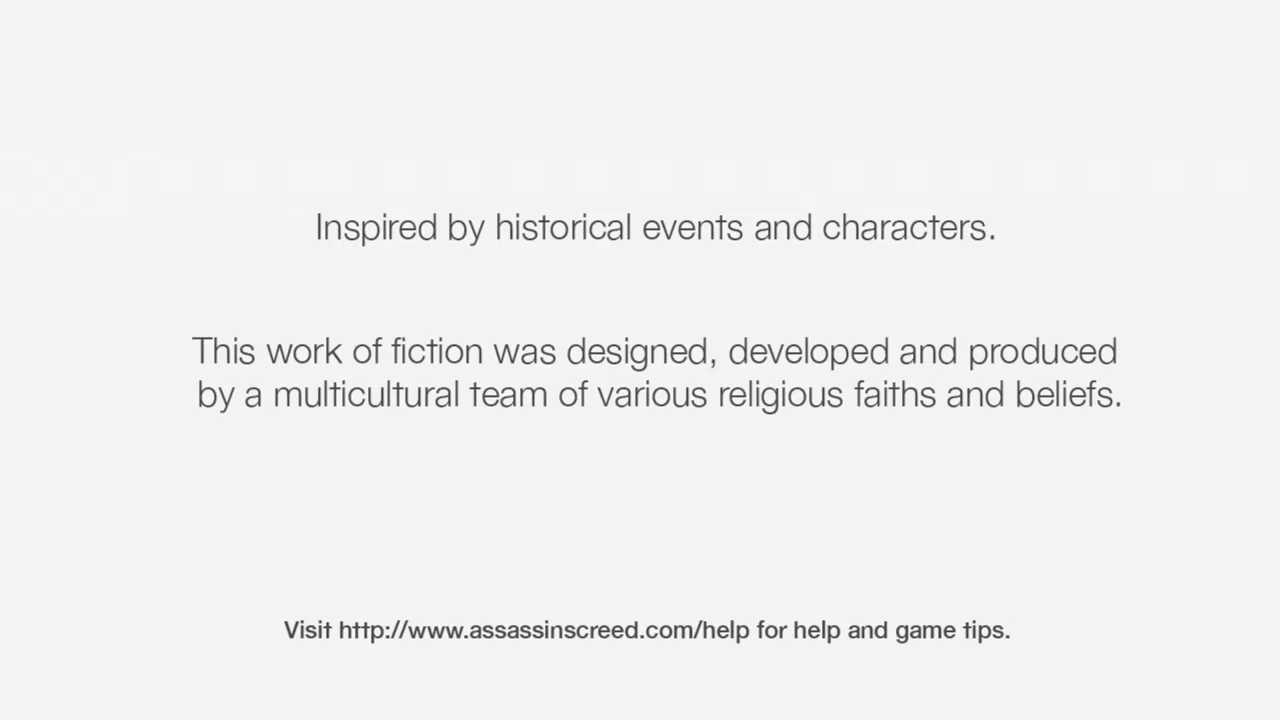 Inspired by historical events and characters.
This work of fiction was designed, developed and produced
by a multicultural team of various religious faiths and beliefs.
Visit http://www.assassinscreed.com/help for help and game tips.